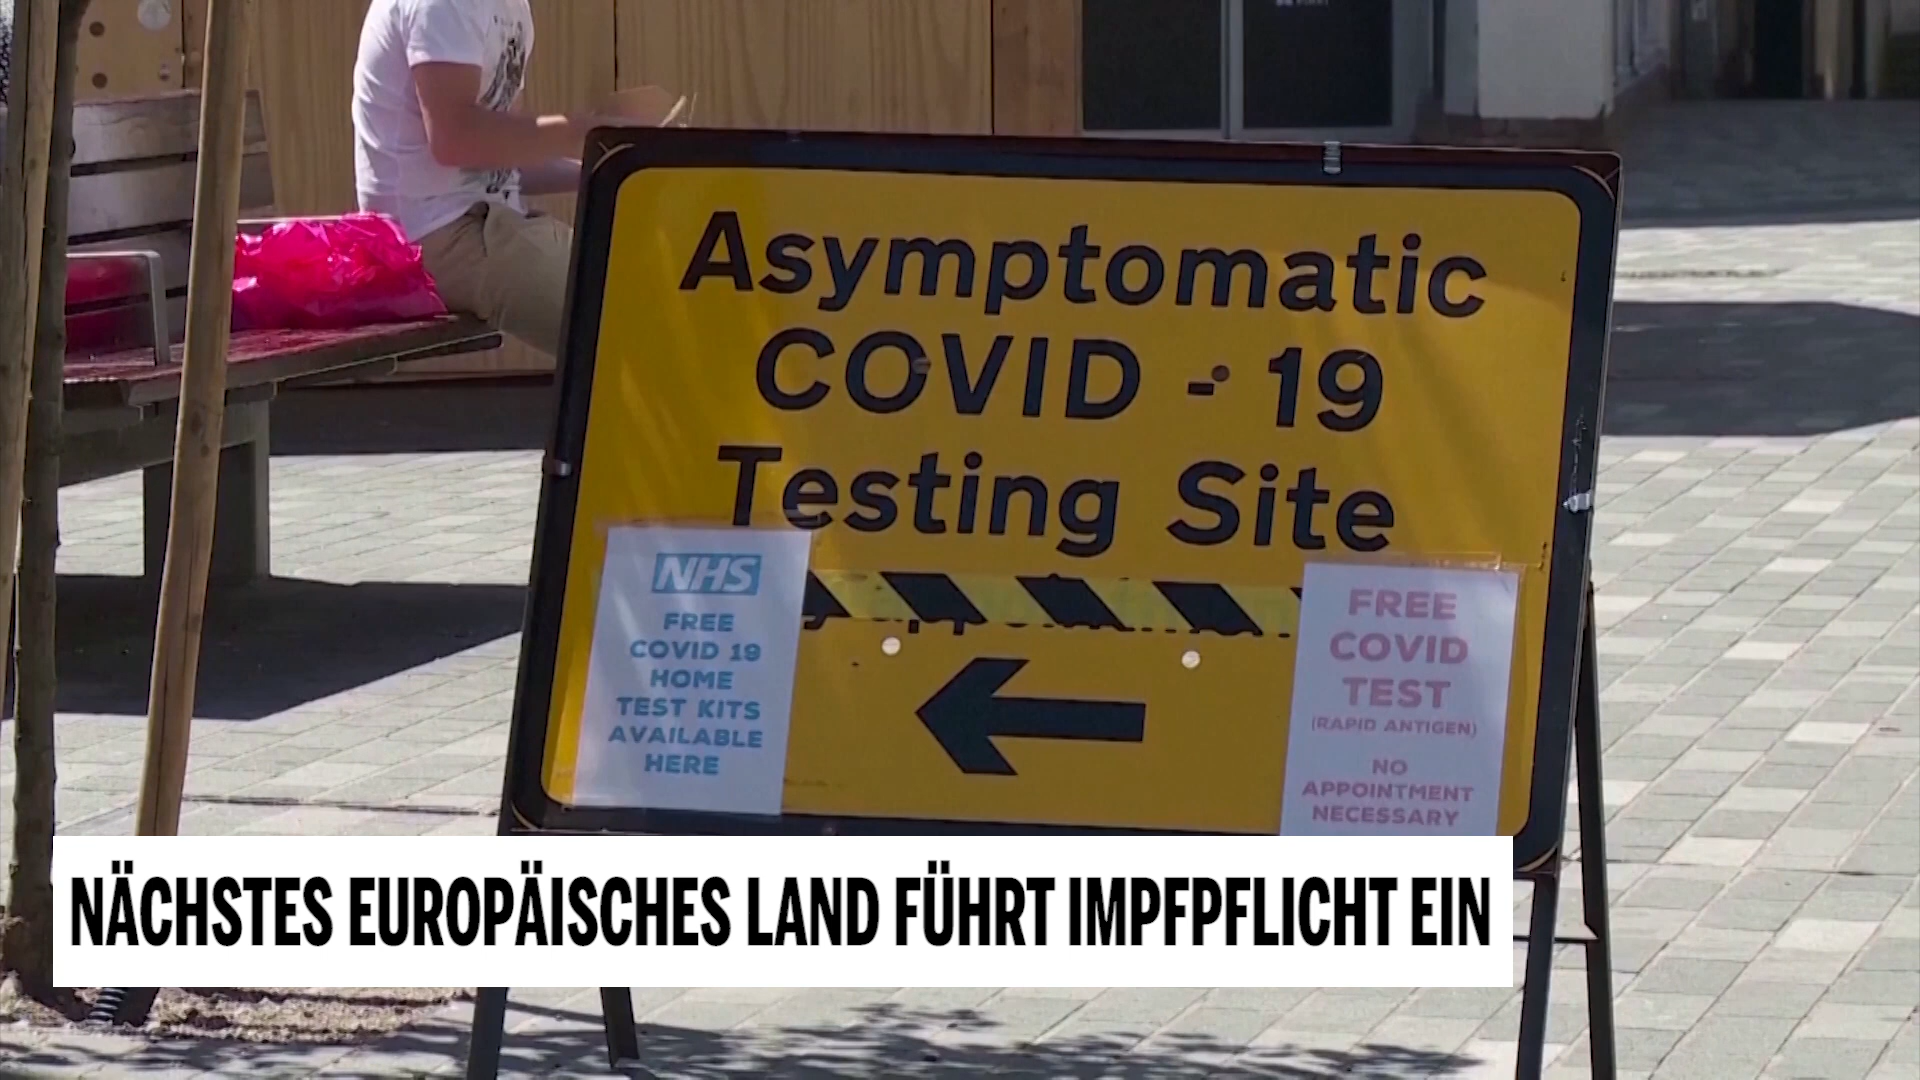 Asymptomatic
COVID - 19
Testing Site
NHS
FREE
COVID 19
HOME
TEST KITS
AVAILABLE
HERE
FREE
COVID
TEST
(RAPID ANTIGEN)
NO
APPOINTMENT
NECESSARY
NÄCHSTES EUROPÄISCHES LAND FÜHRT IMPFPFLICHT EIN